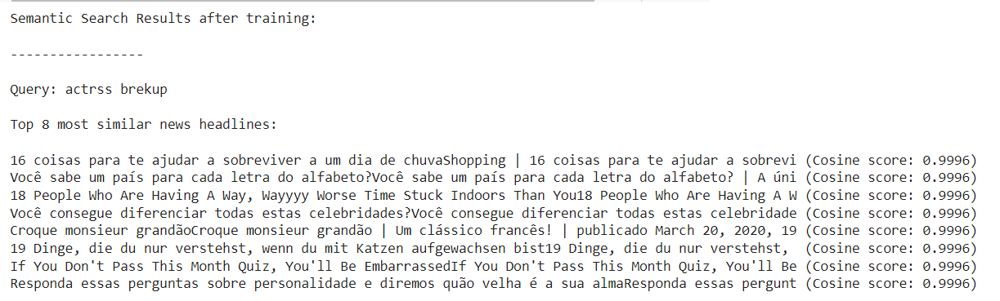 Semantic Search Results after training:
-----------------
Query: actrss brekup
Top 8 most similar news headlines:
16 coisas para te ajudar a sobreviver a um dia de chuvaShopping | 16 coisas para te ajudar a sobrevi (Cosine score: 0.9996)
Você sabe um país para cada letra do alfabeto?Você sabe um país para cada letra do alfabeto? | A úni (Cosine score: 0.9996)
18 People Who Are Having A Way, Wayyyy Worse Time Stuck Indoors Than You18 People Who Are Having A W (Cosine score: 0.9996)
Você consegue diferenciar todas estas celebridades?Você consegue diferenciar todas estas celebridade (Cosine score: 0.9996)
Croque monsieur grandãoCroque monsieur grandão | Um clássico francês! | publicado March 20, 2020, 19 (Cosine score: 0.9996)
19 Dinge, die du nur verstehst, wenn du mit Katzen aufgewachsen bist19 Dinge, die du nur verstehst,  (Cosine score: 0.9996)
If You Don't Pass This Month Quiz, You'll Be EmbarrassedIf You Don't Pass This Month Quiz, You'll Be (Cosine score: 0.9996)
Responda essas perguntas sobre personalidade e diremos quão velha é a sua almaResponda essas pergunt (Cosine score: 0.9996)